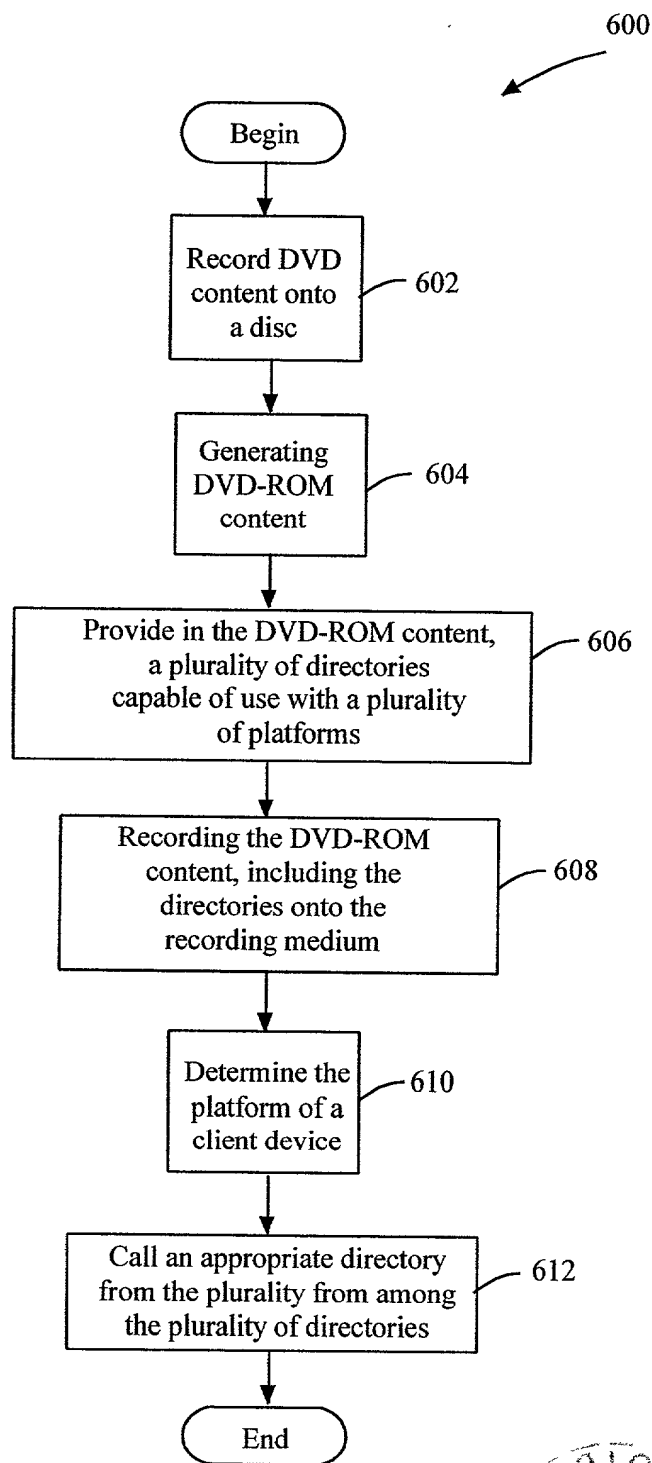 600
Begin
Record DVD
content onto
a disc
602
Generating
DVD-ROM
content
604
Provide in the DVD-ROM content,
a plurality of directories
capable of use with a plurality
of platforms
606
Recording the DVD-ROM
content, including the
directories onto the
recording medium
608
Determine the
platform of a
client device
610
Call an appropriate directory
from the plurality from among
the plurality of directories
612
End